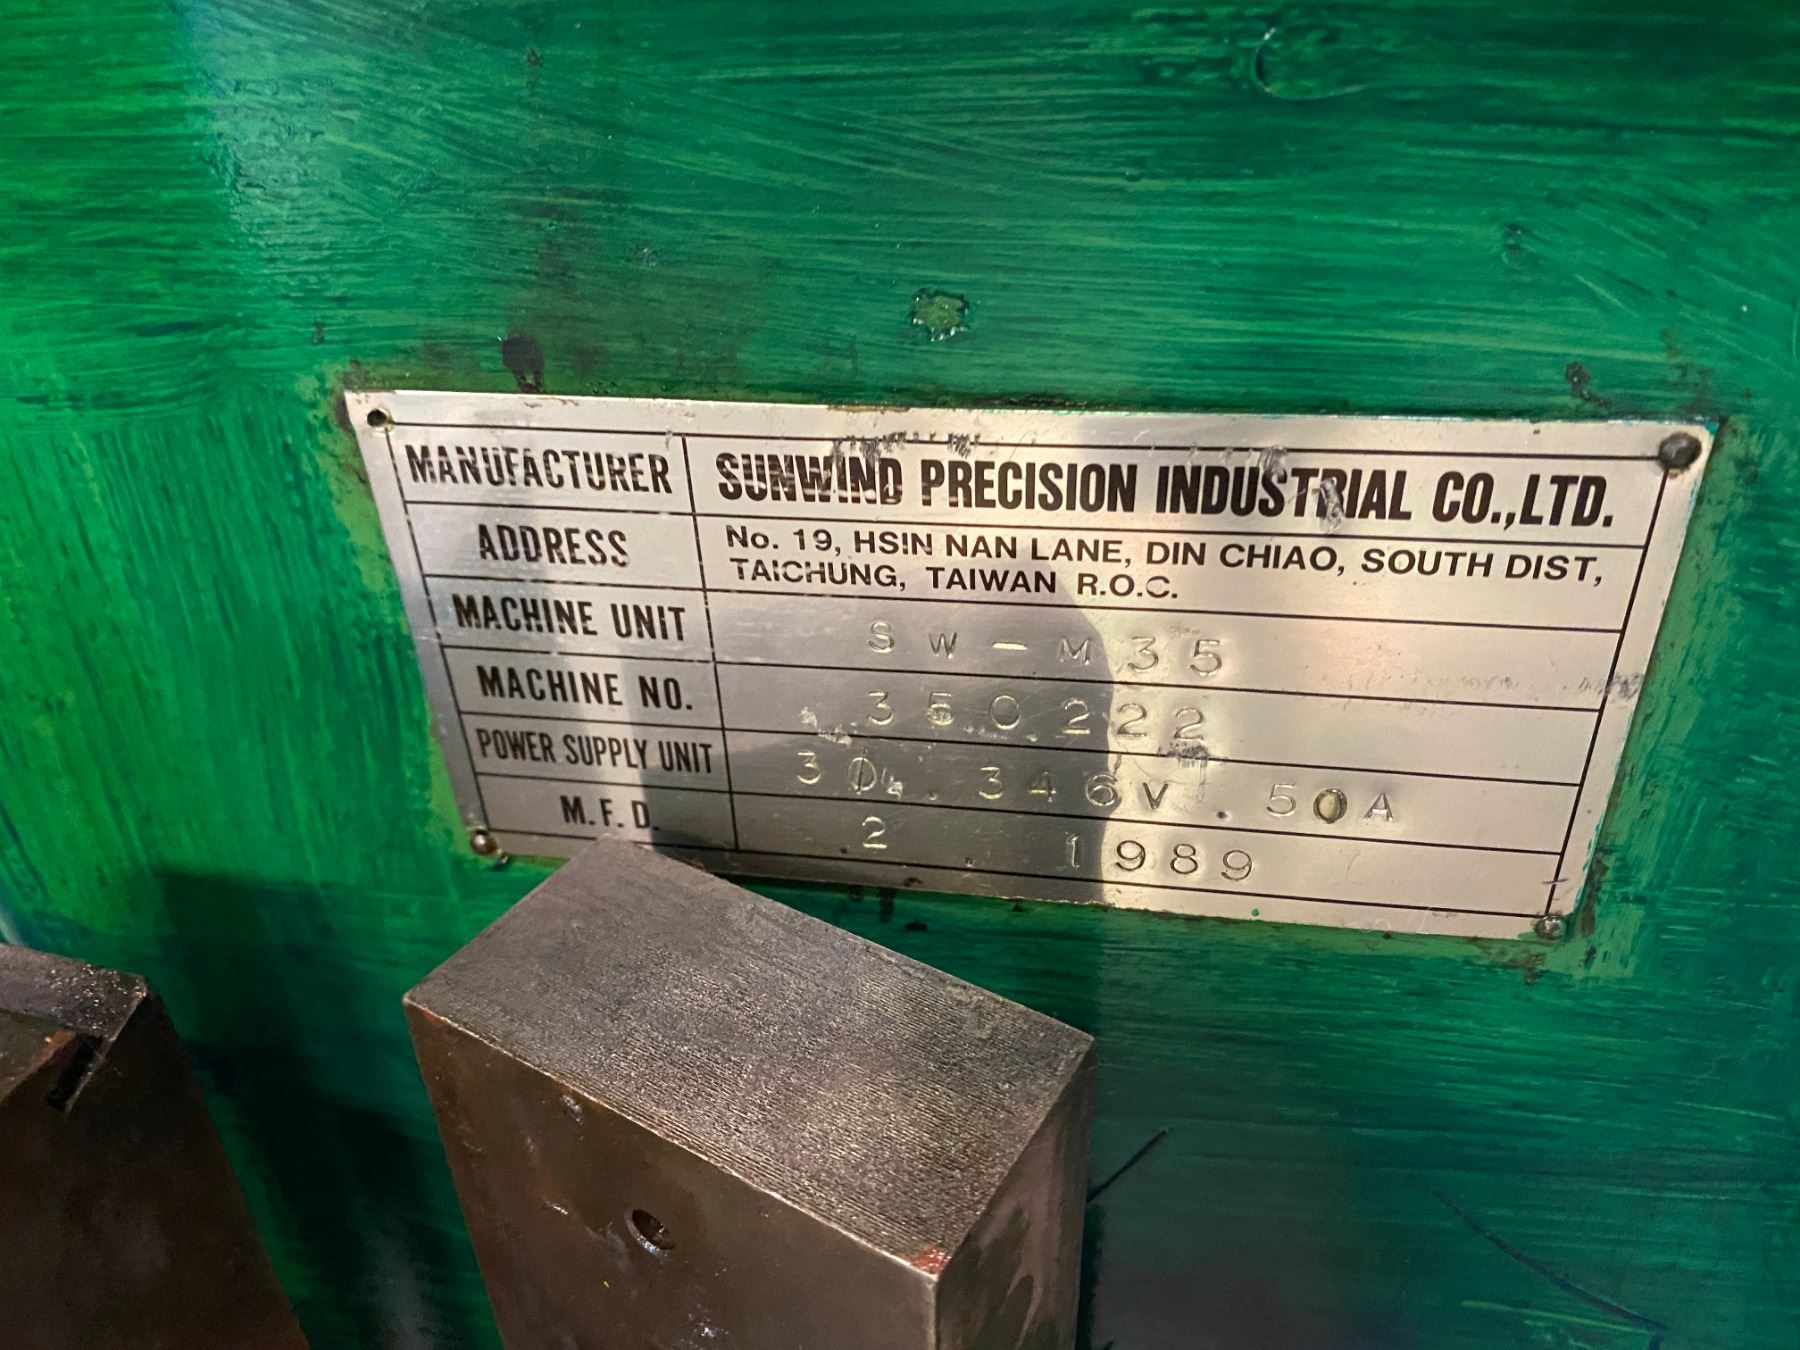 MANUFACTURER SUNWIND PRECISION INDUSTRIAL CO.,LTD.
ADDRESS No. 19, HSIN NAN LANE, DIN CHIAO, SOUTH DIST,
TAICHUNG, TAIWAN R.O.C.
MACHINE UNIT SW-M35
MACHINE NO. 350222
POWER SUPPLY UNIT 3Ø. 346V. 50A
M.F.D. 2. 1989